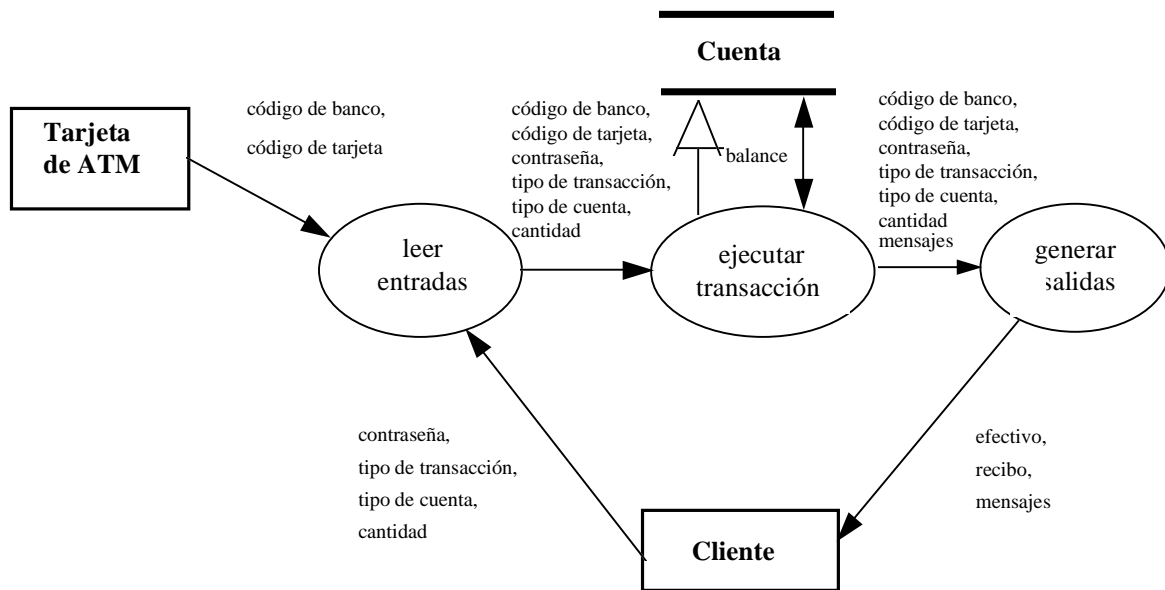 Cuenta
Tarjeta
de ATM
código de banco,
código de tarjeta
código de banco,
código de tarjeta,
contraseña,
tipo de transacción,
tipo de cuenta,
cantidad
balance
código de banco,
código de tarjeta,
contraseña,
tipo de transacción,
tipo de cuenta,
cantidad
mensajes
leer
entradas
ejecutar
transacción
generar
salidas
contraseña,
tipo de transacción,
tipo de cuenta,
cantidad
efectivo,
recibo,
mensajes
Cliente